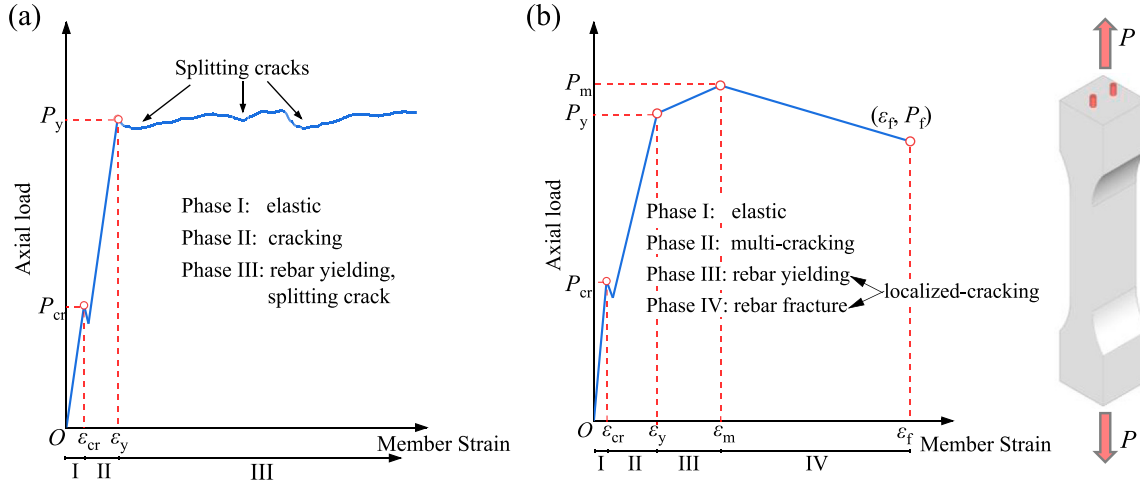 (a)
Splitting cracks
P_y
Axial load
Phase I: elastic
Phase II: cracking
Phase III: rebar yielding,
splitting crack
P_cr
O
ε_cr
ε_y
Member Strain
I
II
III
(b)
P_m
P_y
(ε_f, P_f)
Axial load
Phase I: elastic
Phase II: multi-cracking
Phase III: rebar yielding
Phase IV: rebar fracture
localized-cracking
P_cr
O
ε_cr
ε_y
ε_m
ε_f
Member Strain
I
II
III
IV
P
P